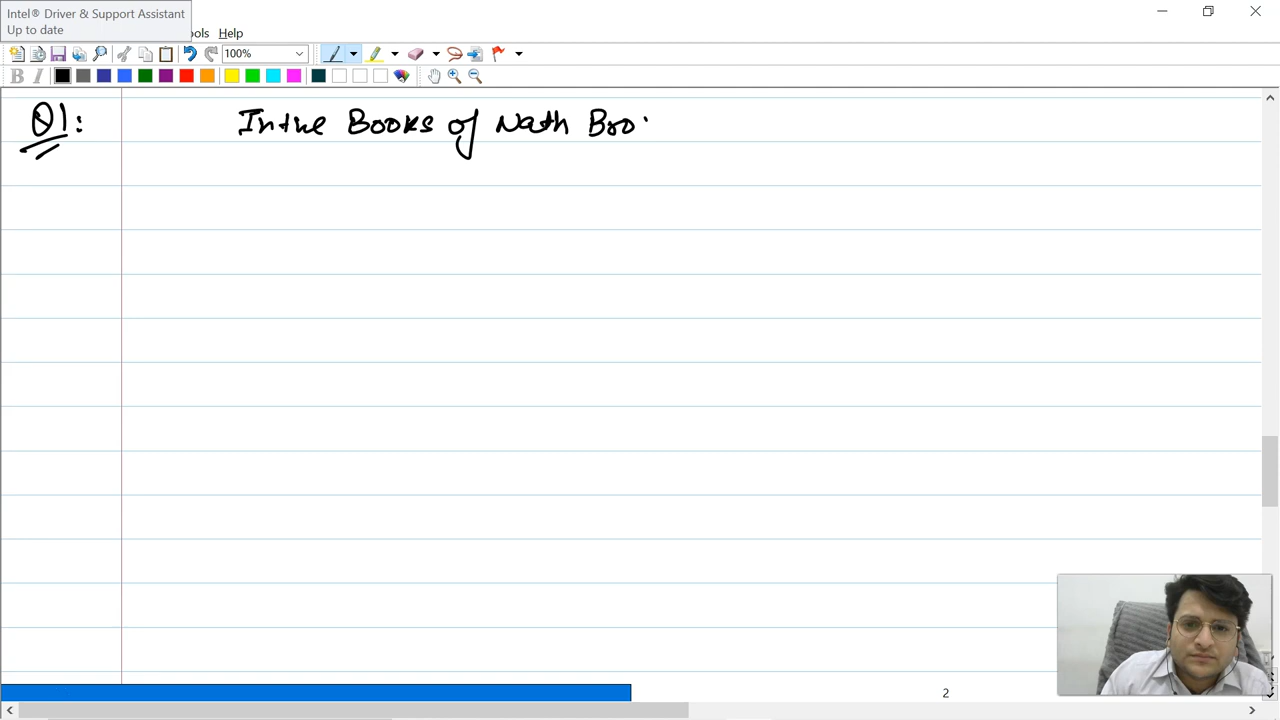 Intel® Driver & Support Assistant
Up to date
ols Help
100%
B I
Q1: In the Books of Nath Bro.
2